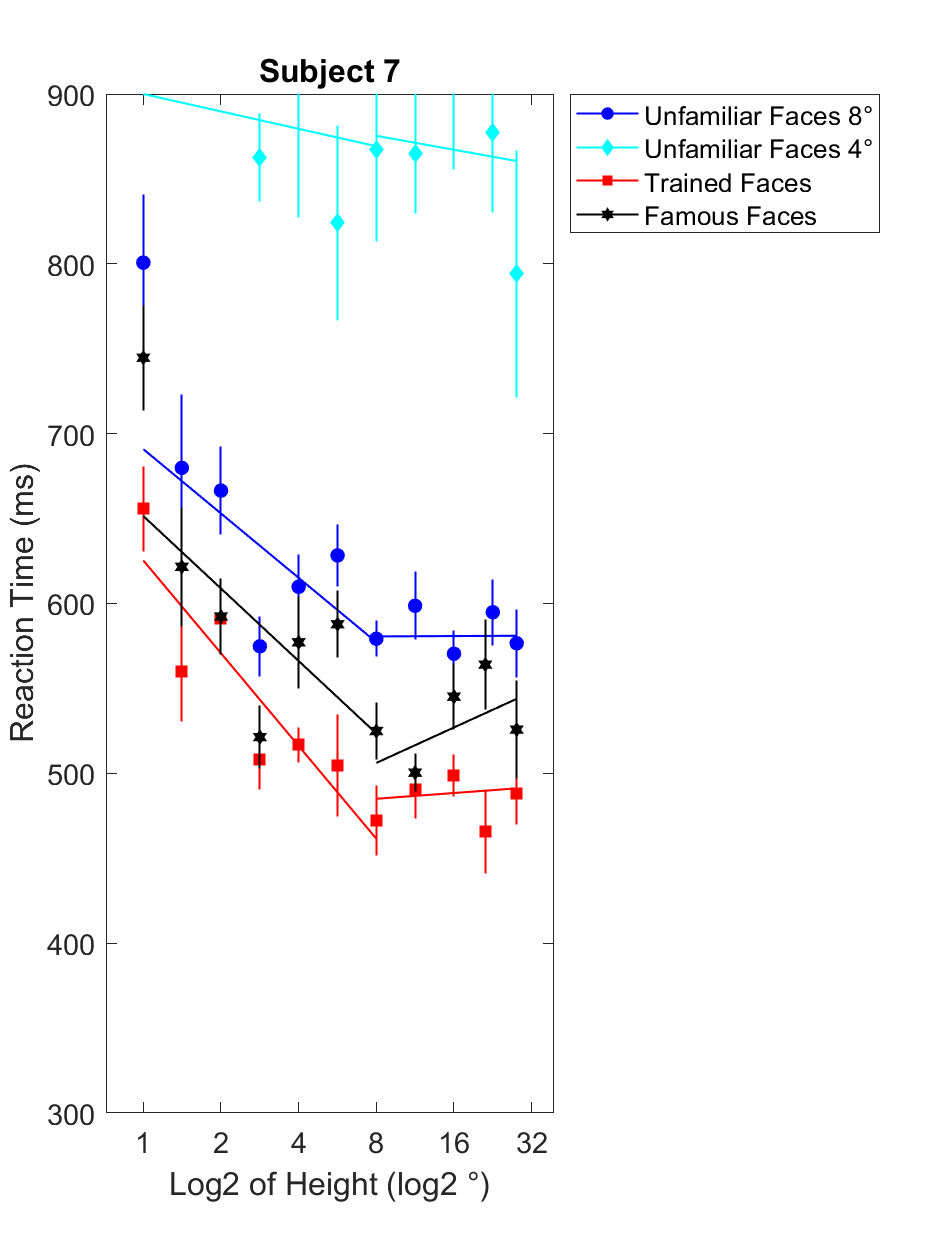 Subject 7
900
800
700
600
500
400
300
Reaction Time (ms)
1 2 4 8 16 32
Log2 of Height (log2 °)
Unfamiliar Faces 8°
Unfamiliar Faces 4°
Trained Faces
Famous Faces